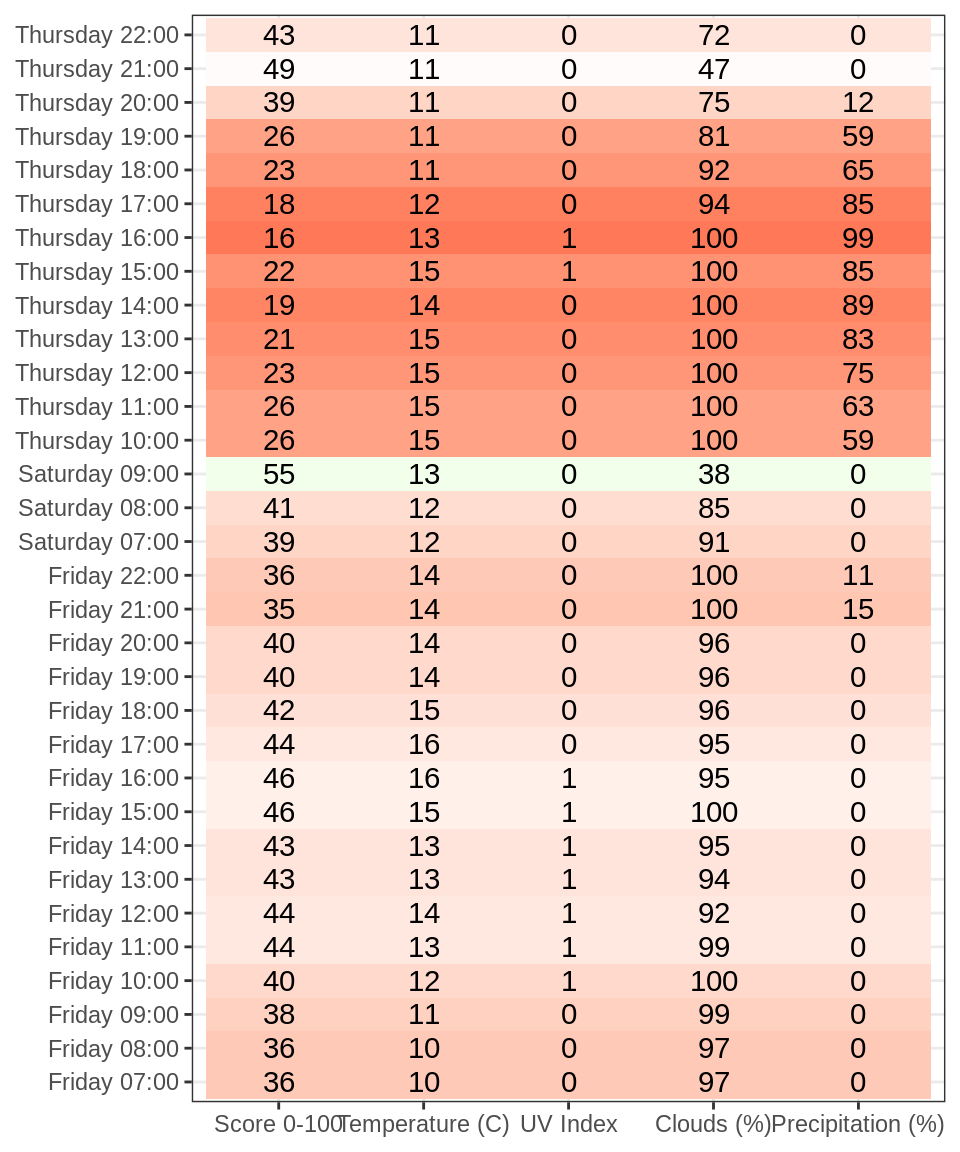 Thursday 22:00 43 11 0 72 0
Thursday 21:00 49 11 0 47 0
Thursday 20:00 39 11 0 75 12
Thursday 19:00 26 11 0 81 59
Thursday 18:00 23 11 0 92 65
Thursday 17:00 18 12 0 94 85
Thursday 16:00 16 13 1 100 99
Thursday 15:00 22 15 1 100 85
Thursday 14:00 19 14 0 100 89
Thursday 13:00 21 15 0 100 83
Thursday 12:00 23 15 0 100 75
Thursday 11:00 26 15 0 100 63
Thursday 10:00 26 15 0 100 59
Saturday 09:00 55 13 0 38 0
Saturday 08:00 41 12 0 85 0
Saturday 07:00 39 12 0 91 0
Friday 22:00 36 14 0 100 11
Friday 21:00 35 14 0 100 15
Friday 20:00 40 14 0 96 0
Friday 19:00 40 14 0 96 0
Friday 18:00 42 15 0 96 0
Friday 17:00 44 16 0 95 0
Friday 16:00 46 16 1 95 0
Friday 15:00 46 15 1 100 0
Friday 14:00 43 13 1 95 0
Friday 13:00 43 13 1 94 0
Friday 12:00 44 14 1 92 0
Friday 11:00 44 13 1 99 0
Friday 10:00 40 12 1 100 0
Friday 09:00 38 11 0 99 0
Friday 08:00 36 10 0 97 0
Friday 07:00 36 10 0 97 0
Score 0-100 Temperature (C) UV Index Clouds (%) Precipitation (%)